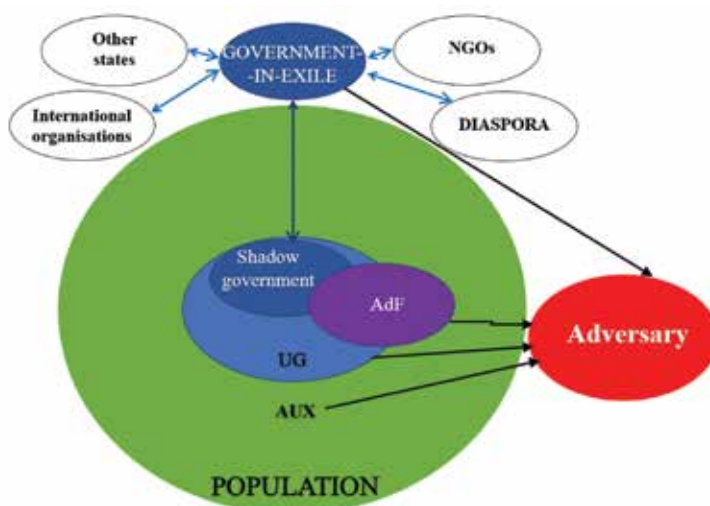 Other
states
GOVERNMENT-
-IN-EXILE
NGOs
International
organisations
DIASPORA
Shadow
government
AdF
UG
AUX
Adversary
POPULATION